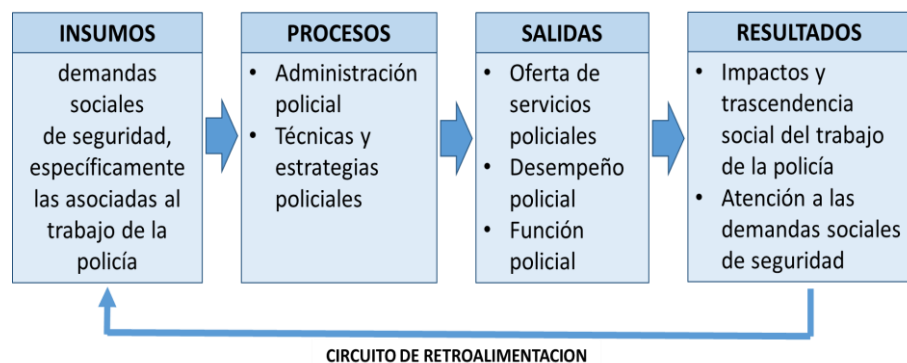 INSUMOS
demandas
sociales
de seguridad,
específicamente
las asociadas al
trabajo de la
policía
PROCESOS
• Administración
policial
• Técnicas y
estrategias
policiales
SALIDAS
• Oferta de
servicios
policiales
• Desempeño
policial
• Función
policial
RESULTADOS
• Impactos y
trascendencia
social del trabajo
de la policía
• Atención a las
demandas sociales
de seguridad
CIRCUITO DE RETROALIMENTACION